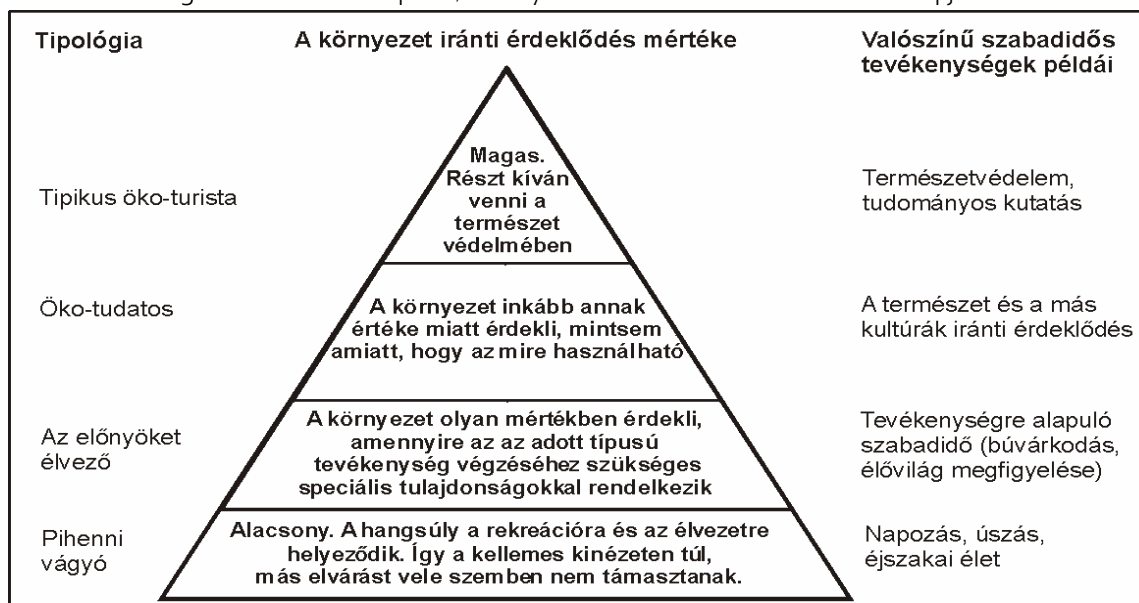 Tipológia
A környezet iránti érdeklődés mértéke
Valószínű szabadidős
tevékenységek példái
Tipikus öko-turista
Magas.
Részt kíván
venni a
természet
védelmében
Természetvédelem,
tudományos kutatás
Öko-tudatos
A környezet inkább annak
értéke miatt érdekli, mintsem
amiatt, hogy az mire használható
A természet és a más
kultúrák iránti érdeklődés
Az előnyöket
élvező
A környezet olyan mértékben érdekli,
amennyire az az adott típusú
tevékenység végzéséhez szükséges
speciális tulajdonságokkal rendelkezik
Tevékenységre alapuló
szabadidő (búvárkodás,
élővilág megfigyelése)
Pihenni
vágyó
Alacsony. A hangsúly a rekreációra és az élvezetre
helyeződik. Így a kellemes kinézeten túl,
más elvárást vele szemben nem támasztanak.
Napozás, úszás,
éjszakai élet